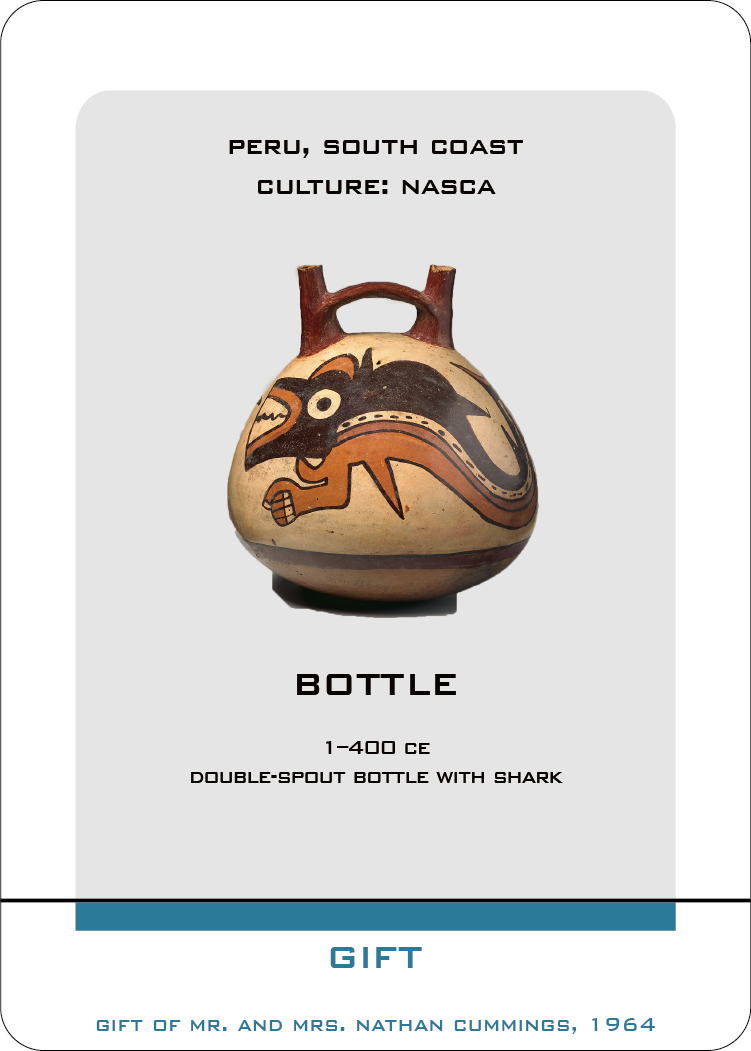 PERU, SOUTH COAST
CULTURE: NASCA
BOTTLE
1–400 CE
DOUBLE-SPOUT BOTTLE WITH SHARK
GIFT
GIFT OF MR. AND MRS. NATHAN CUMMINGS, 1964